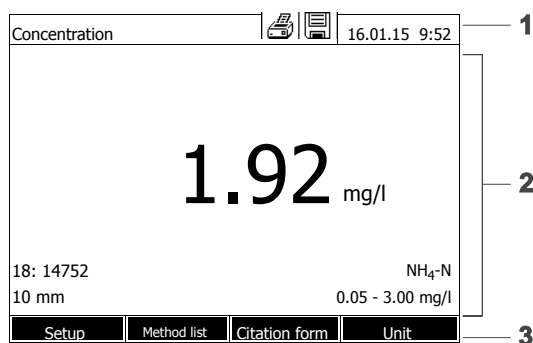 Concentration 16.01.15 9:52 1
1.92 mg/l 2
18: 14752 NH₄-N
10 mm 0.05 - 3.00 mg/l
Setup Method list Citation form Unit 3